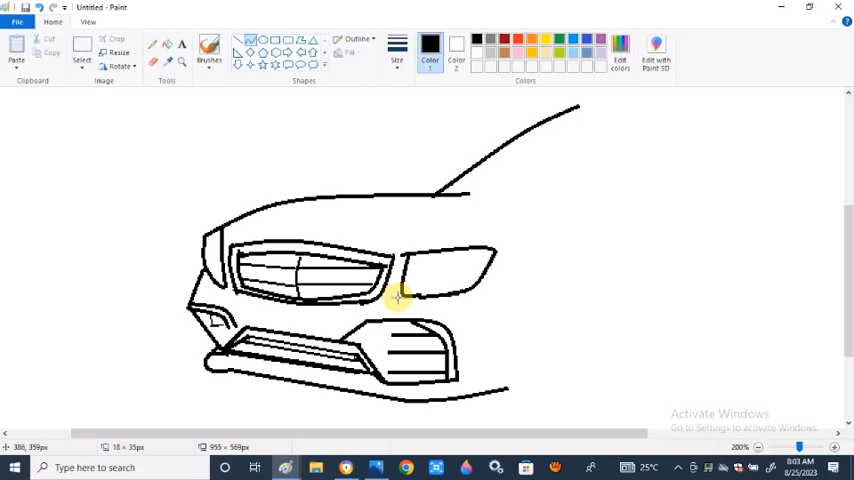 Untitled - Paint
File Home View
Paste
Cut
Copy
Clipboard
Select
Crop
Resize
Rotate
Image
A
Tools
Brushes
Shapes
Outline
Fill
Size
Color 1
Color 2
Edit colors
Edit with Paint 3D
Colors
Activate Windows
Go to Settings to activate Windows.
386, 359px 18 × 35px 955 × 569px 200%
Type here to search 25°C 8:03 AM
8/25/2023